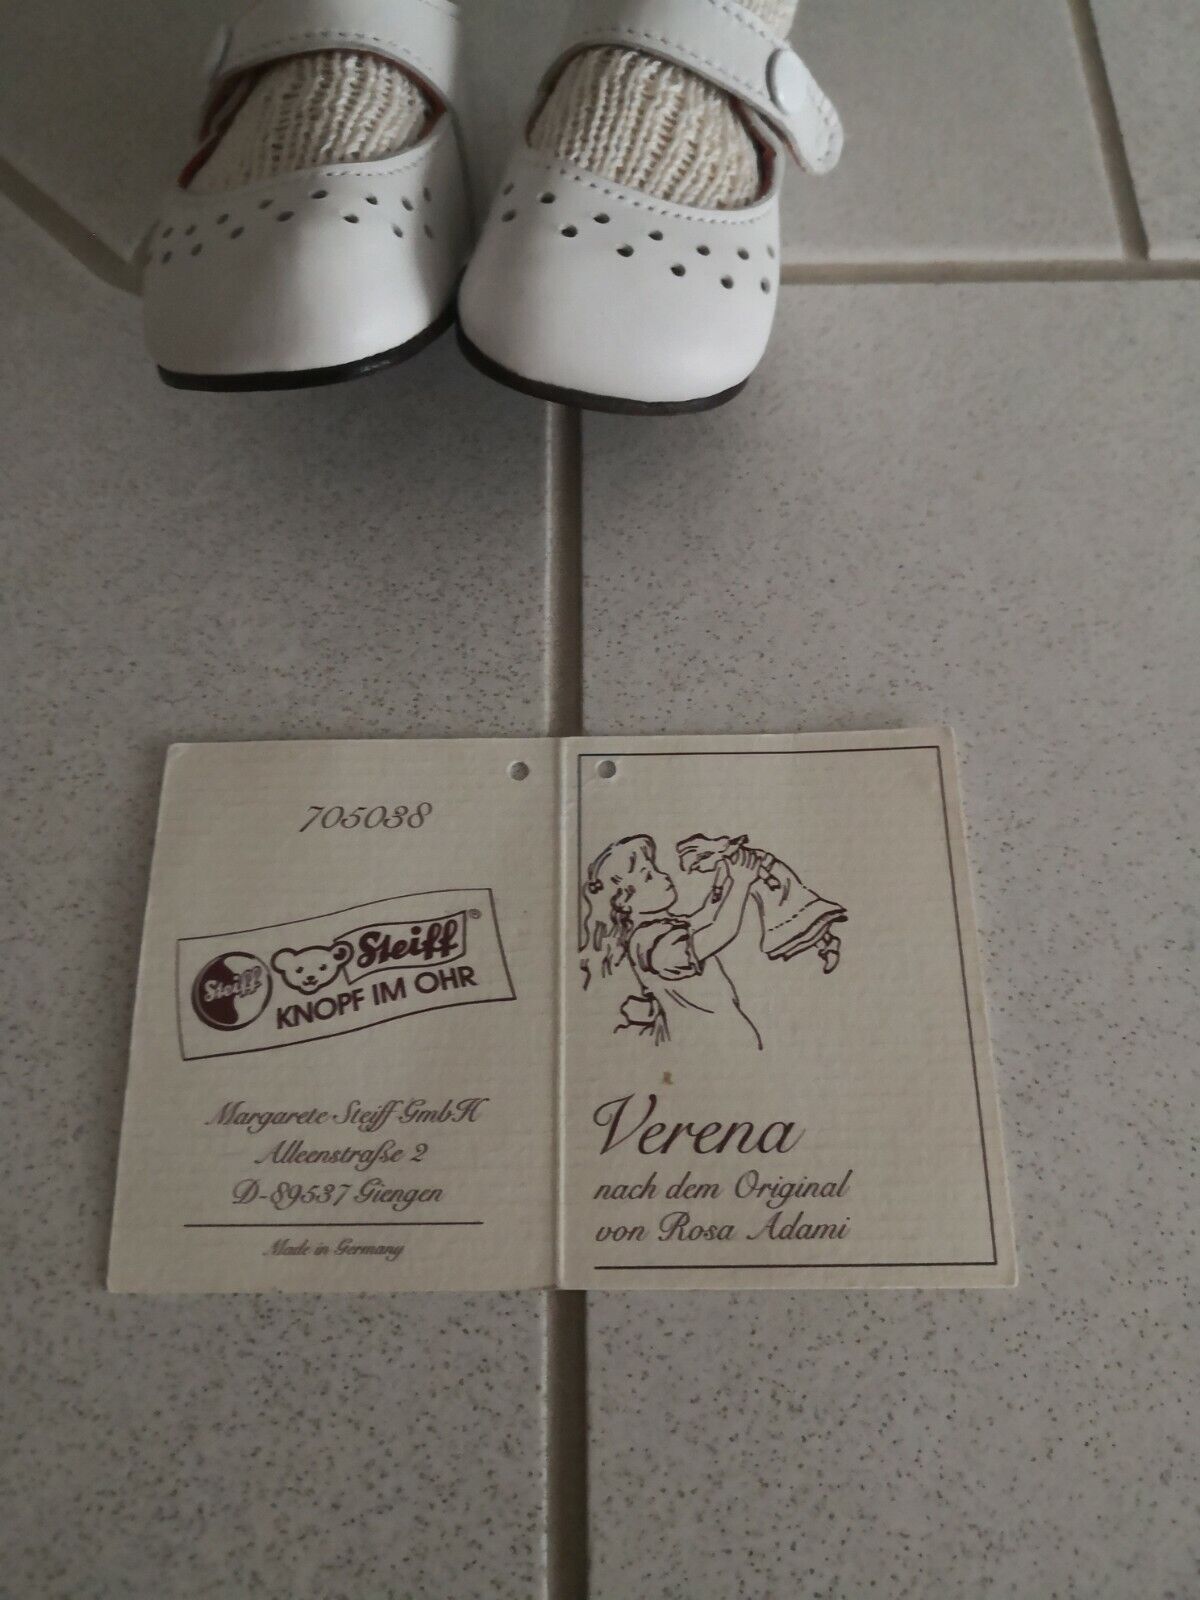 705038
Steiff
Steiff®
KNOPF IM OHR
Margarete Steiff GmbH
Alleenstraße 2
D-89537 Giengen
Made in Germany
Verena
nach dem Original
von Rosa Adami